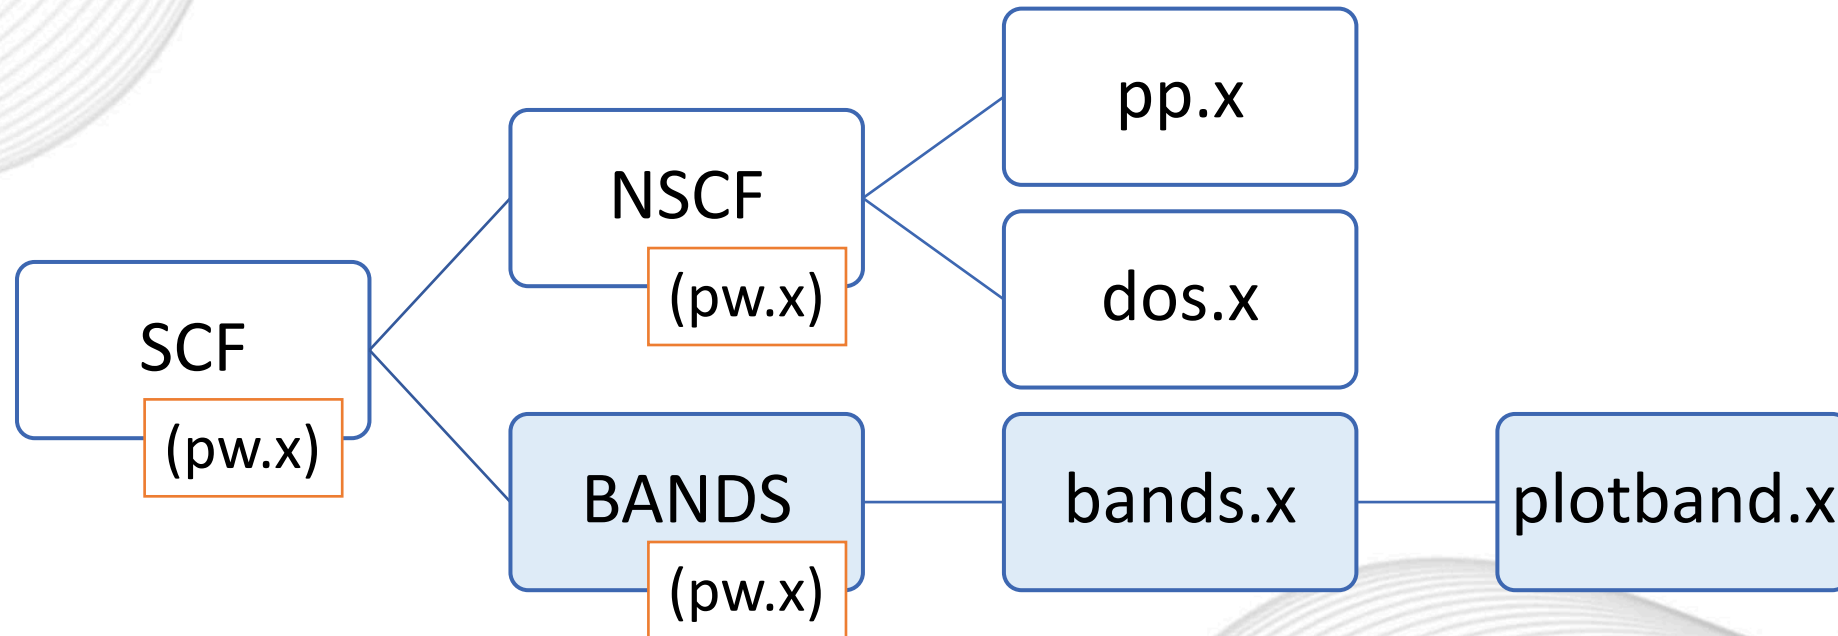 SCF
(pw.x)
NSCF
(pw.x)
pp.x
dos.x
BANDS
(pw.x)
bands.x
plotband.x